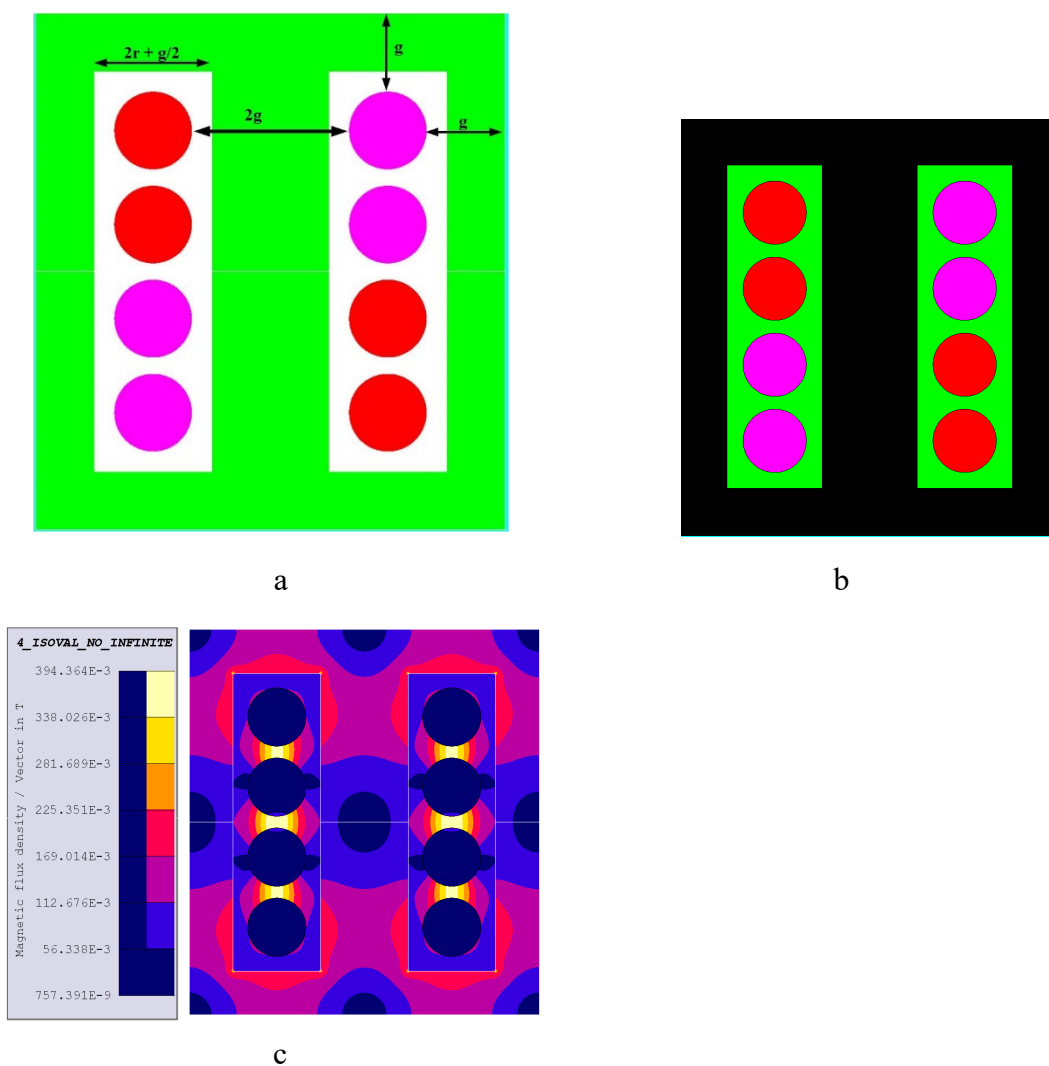 2r + g/2
g
2g
g
a
b
4_ISOVAL_NO_INFINITE
Magnetic flux density / Vector in T
394.364E-3
338.026E-3
281.689E-3
225.351E-3
169.014E-3
112.676E-3
56.338E-3
757.391E-9
c